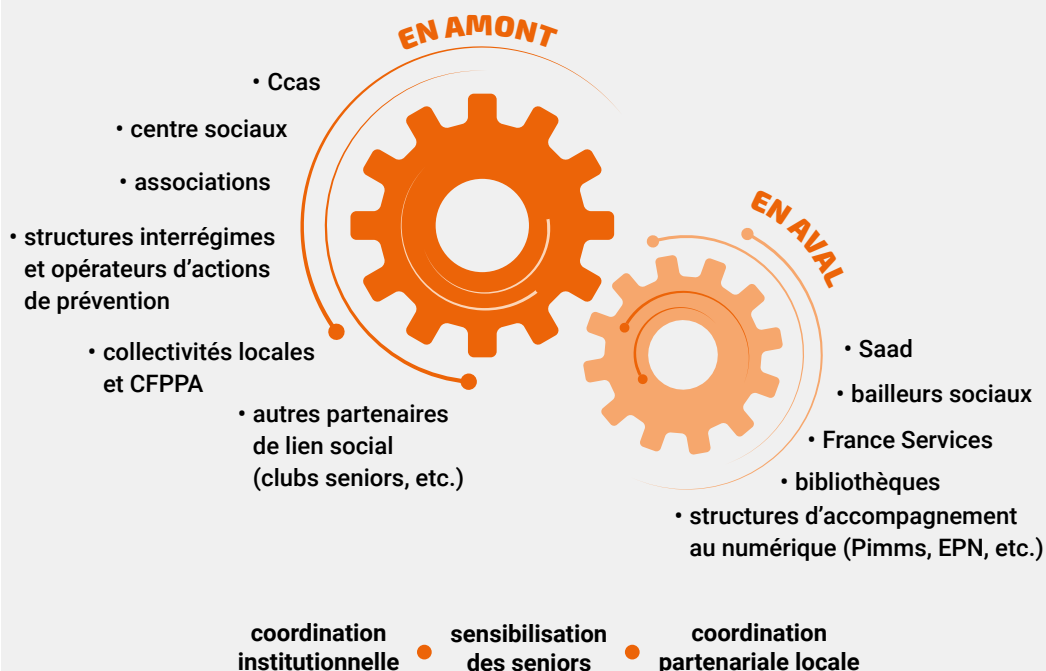 EN AMONT
• Ccas
• centre sociaux
• associations
• structures interrégimes
et opérateurs d'actions
de prévention
• collectivités locales
et CFPPA
• autres partenaires
de lien social
(clubs seniors, etc.)
EN AVAL
• Saad
• bailleurs sociaux
• France Services
• bibliothèques
• structures d'accompagnement
au numérique (Pimms, EPN, etc.)
coordination
institutionnelle
sensibilisation
des seniors
coordination
partenariale locale